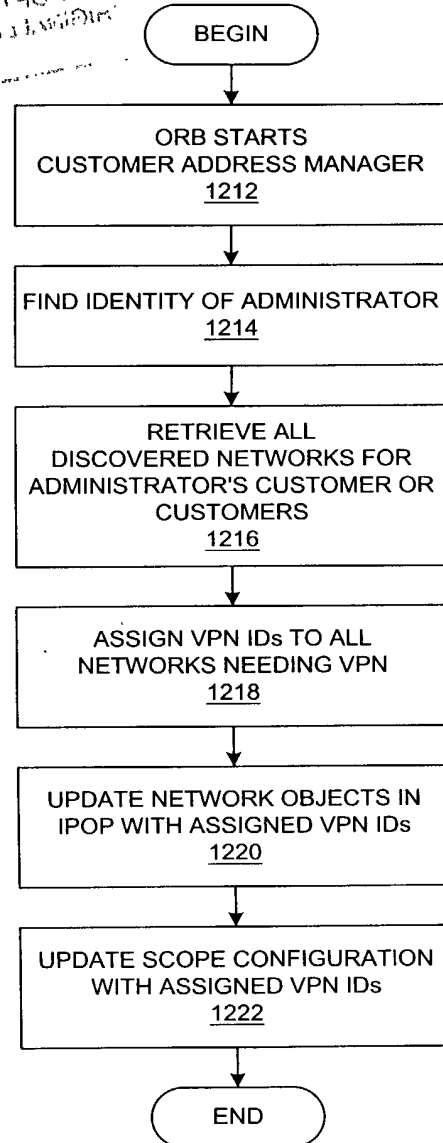 BEGIN
ORB STARTS
CUSTOMER ADDRESS MANAGER
1212
FIND IDENTITY OF ADMINISTRATOR
1214
RETRIEVE ALL
DISCOVERED NETWORKS FOR
ADMINISTRATOR'S CUSTOMER OR
CUSTOMERS
1216
ASSIGN VPN IDs TO ALL
NETWORKS NEEDING VPN
1218
UPDATE NETWORK OBJECTS IN
IPOP WITH ASSIGNED VPN IDs
1220
UPDATE SCOPE CONFIGURATION
WITH ASSIGNED VPN IDs
1222
END